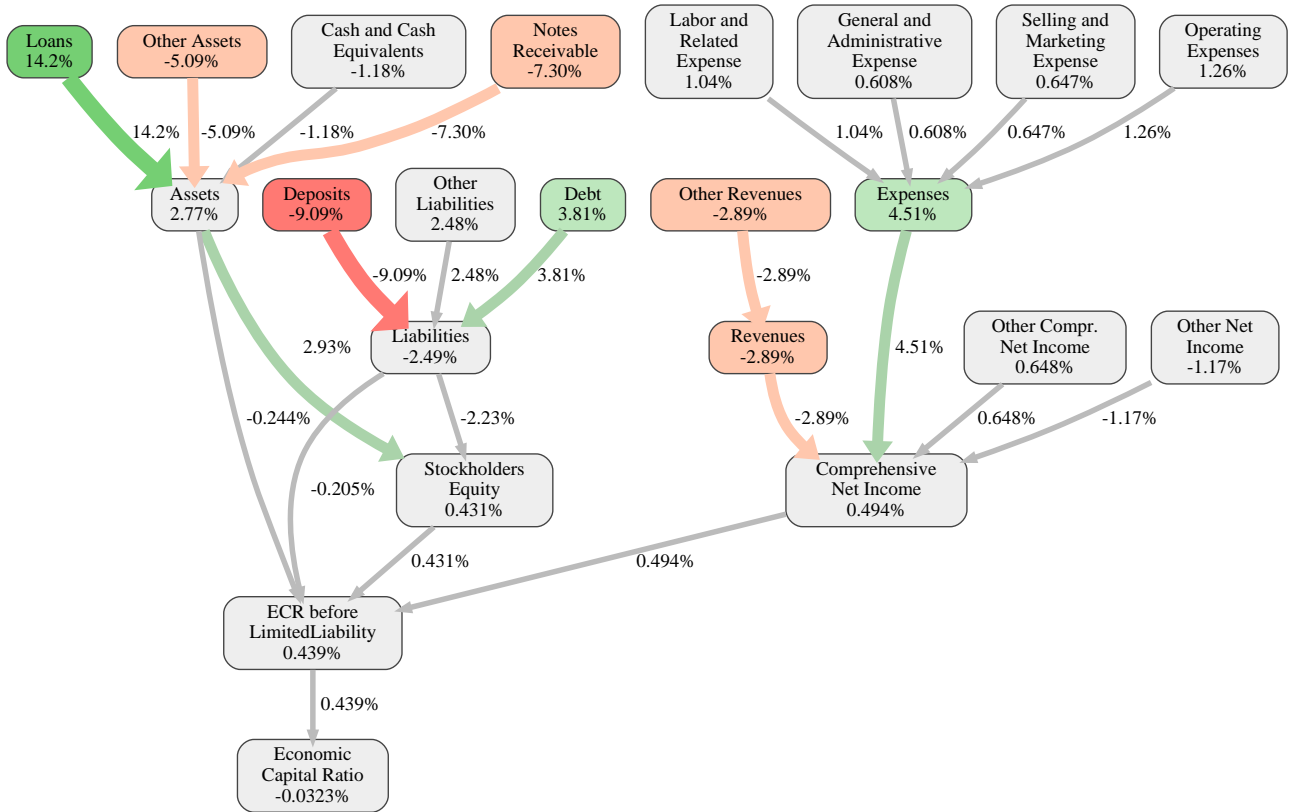 Loans
14.2%
Other Assets
-5.09%
Cash and Cash
Equivalents
-1.18%
Notes
Receivable
-7.30%
Labor and
Related
Expense
1.04%
General and
Administrative
Expense
0.608%
Selling and
Marketing
Expense
0.647%
Operating
Expenses
1.26%
14.2%
-5.09%
-1.18%
-7.30%
1.04%
0.608%
0.647%
1.26%
Assets
2.77%
Deposits
-9.09%
Other
Liabilities
2.48%
Debt
3.81%
Other Revenues
-2.89%
Expenses
4.51%
-9.09%
2.48%
3.81%
-2.89%
2.93%
Liabilities
-2.49%
Revenues
-2.89%
4.51%
Other Compr.
Net Income
0.648%
Other Net
Income
-1.17%
-0.244%
-2.23%
-2.89%
0.648%
-1.17%
-0.205%
Stockholders
Equity
0.431%
Comprehensive
Net Income
0.494%
0.431%
0.494%
ECR before
LimitedLiability
0.439%
0.439%
Economic
Capital Ratio
-0.0323%